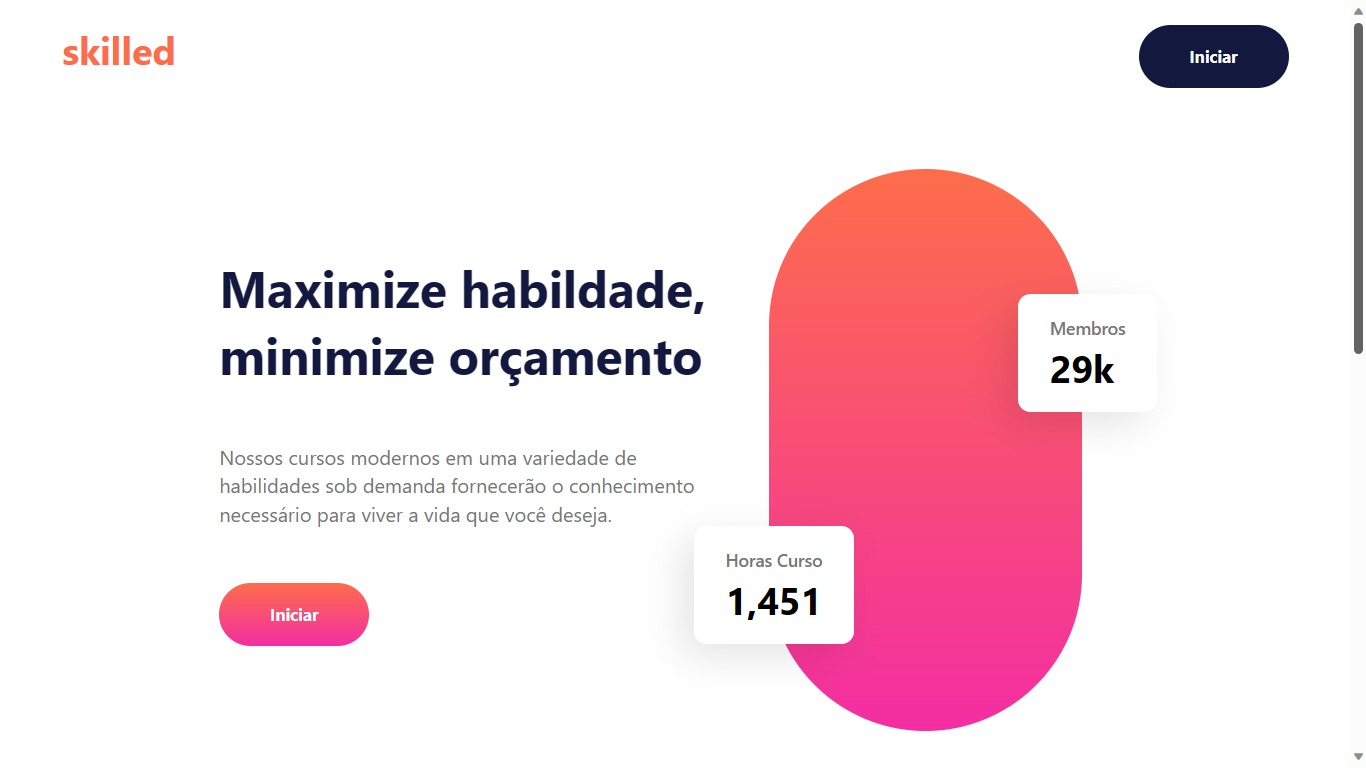 skilled
Iniciar
Maximize habildade,
minimize orçamento
Nossos cursos modernos em uma variedade de
habilidades sob demanda fornecerão o conhecimento
necessário para viver a vida que você deseja.
Iniciar
Membros
29k
Horas Curso
1,451